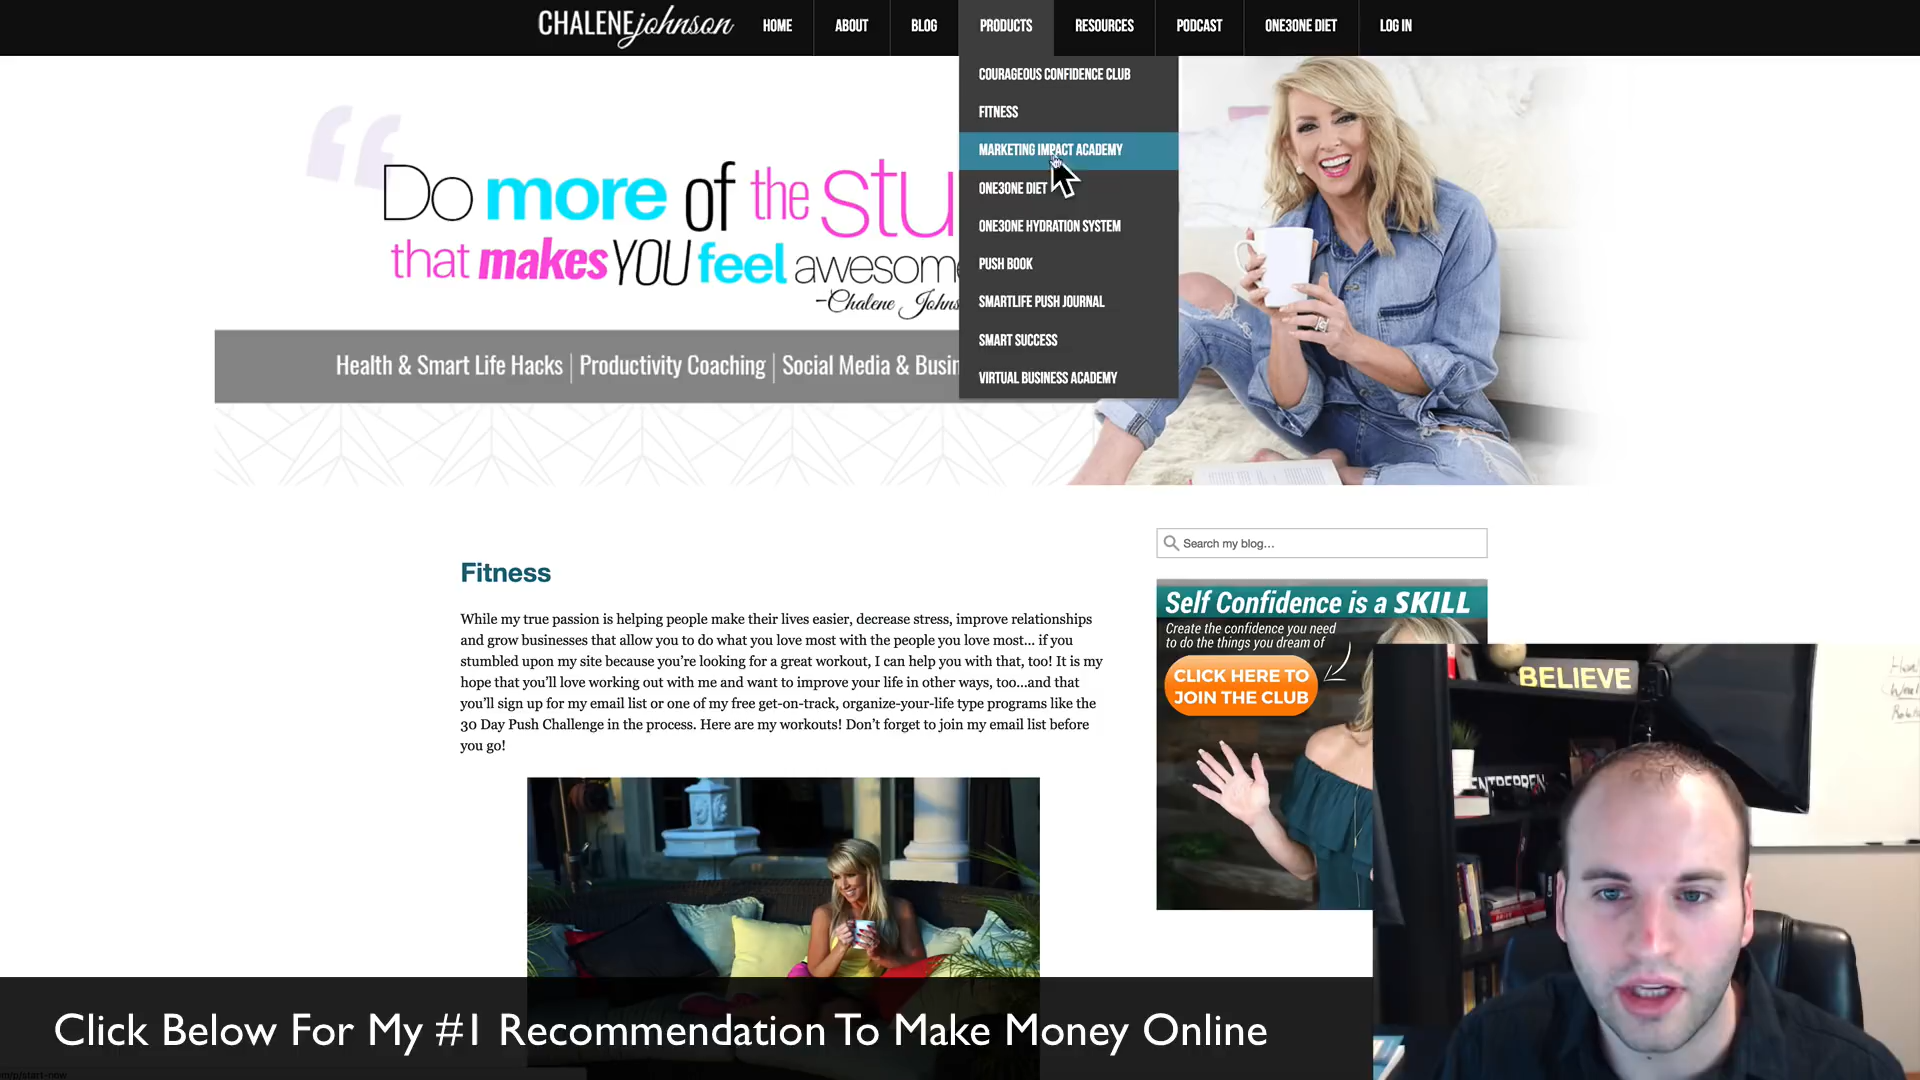 CHALENEjohnson HOME ABOUT BLOG PRODUCTS RESOURCES PODCAST ONE3ONE DIET LOG IN
COURAGEOUS CONFIDENCE CLUB
FITNESS
MARKETING IMPACT ACADEMY
ONE3ONE DIET
ONE3ONE HYDRATION SYSTEM
PUSH BOOK
SMARTLIFE PUSH JOURNAL
SMART SUCCESS
VIRTUAL BUSINESS ACADEMY
“
Do more of the stu
that makes YOU feel awesome
-Chalene Johns
Health & Smart Life Hacks | Productivity Coaching | Social Media & Busin
Search my blog...
Fitness
While my true passion is helping people make their lives easier, decrease stress, improve relationships
and grow businesses that allow you to do what you love most with the people you love most... if you
stumbled upon my site because you’re looking for a great workout, I can help you with that, too! It is my
hope that you’ll love working out with me and want to improve your life in other ways, too...and that
you’ll sign up for my email list or one of my free get-on-track, organize-your-life type programs like the
30 Day Push Challenge in the process. Here are my workouts! Don’t forget to join my email list before
you go!
Self Confidence is a SKILL
Create the confidence you need
to do the things you dream of
CLICK HERE TO
JOIN THE CLUB
BELIEVE
ENTREPREN
Click Below For My #1 Recommendation To Make Money Online
om/p/start-now